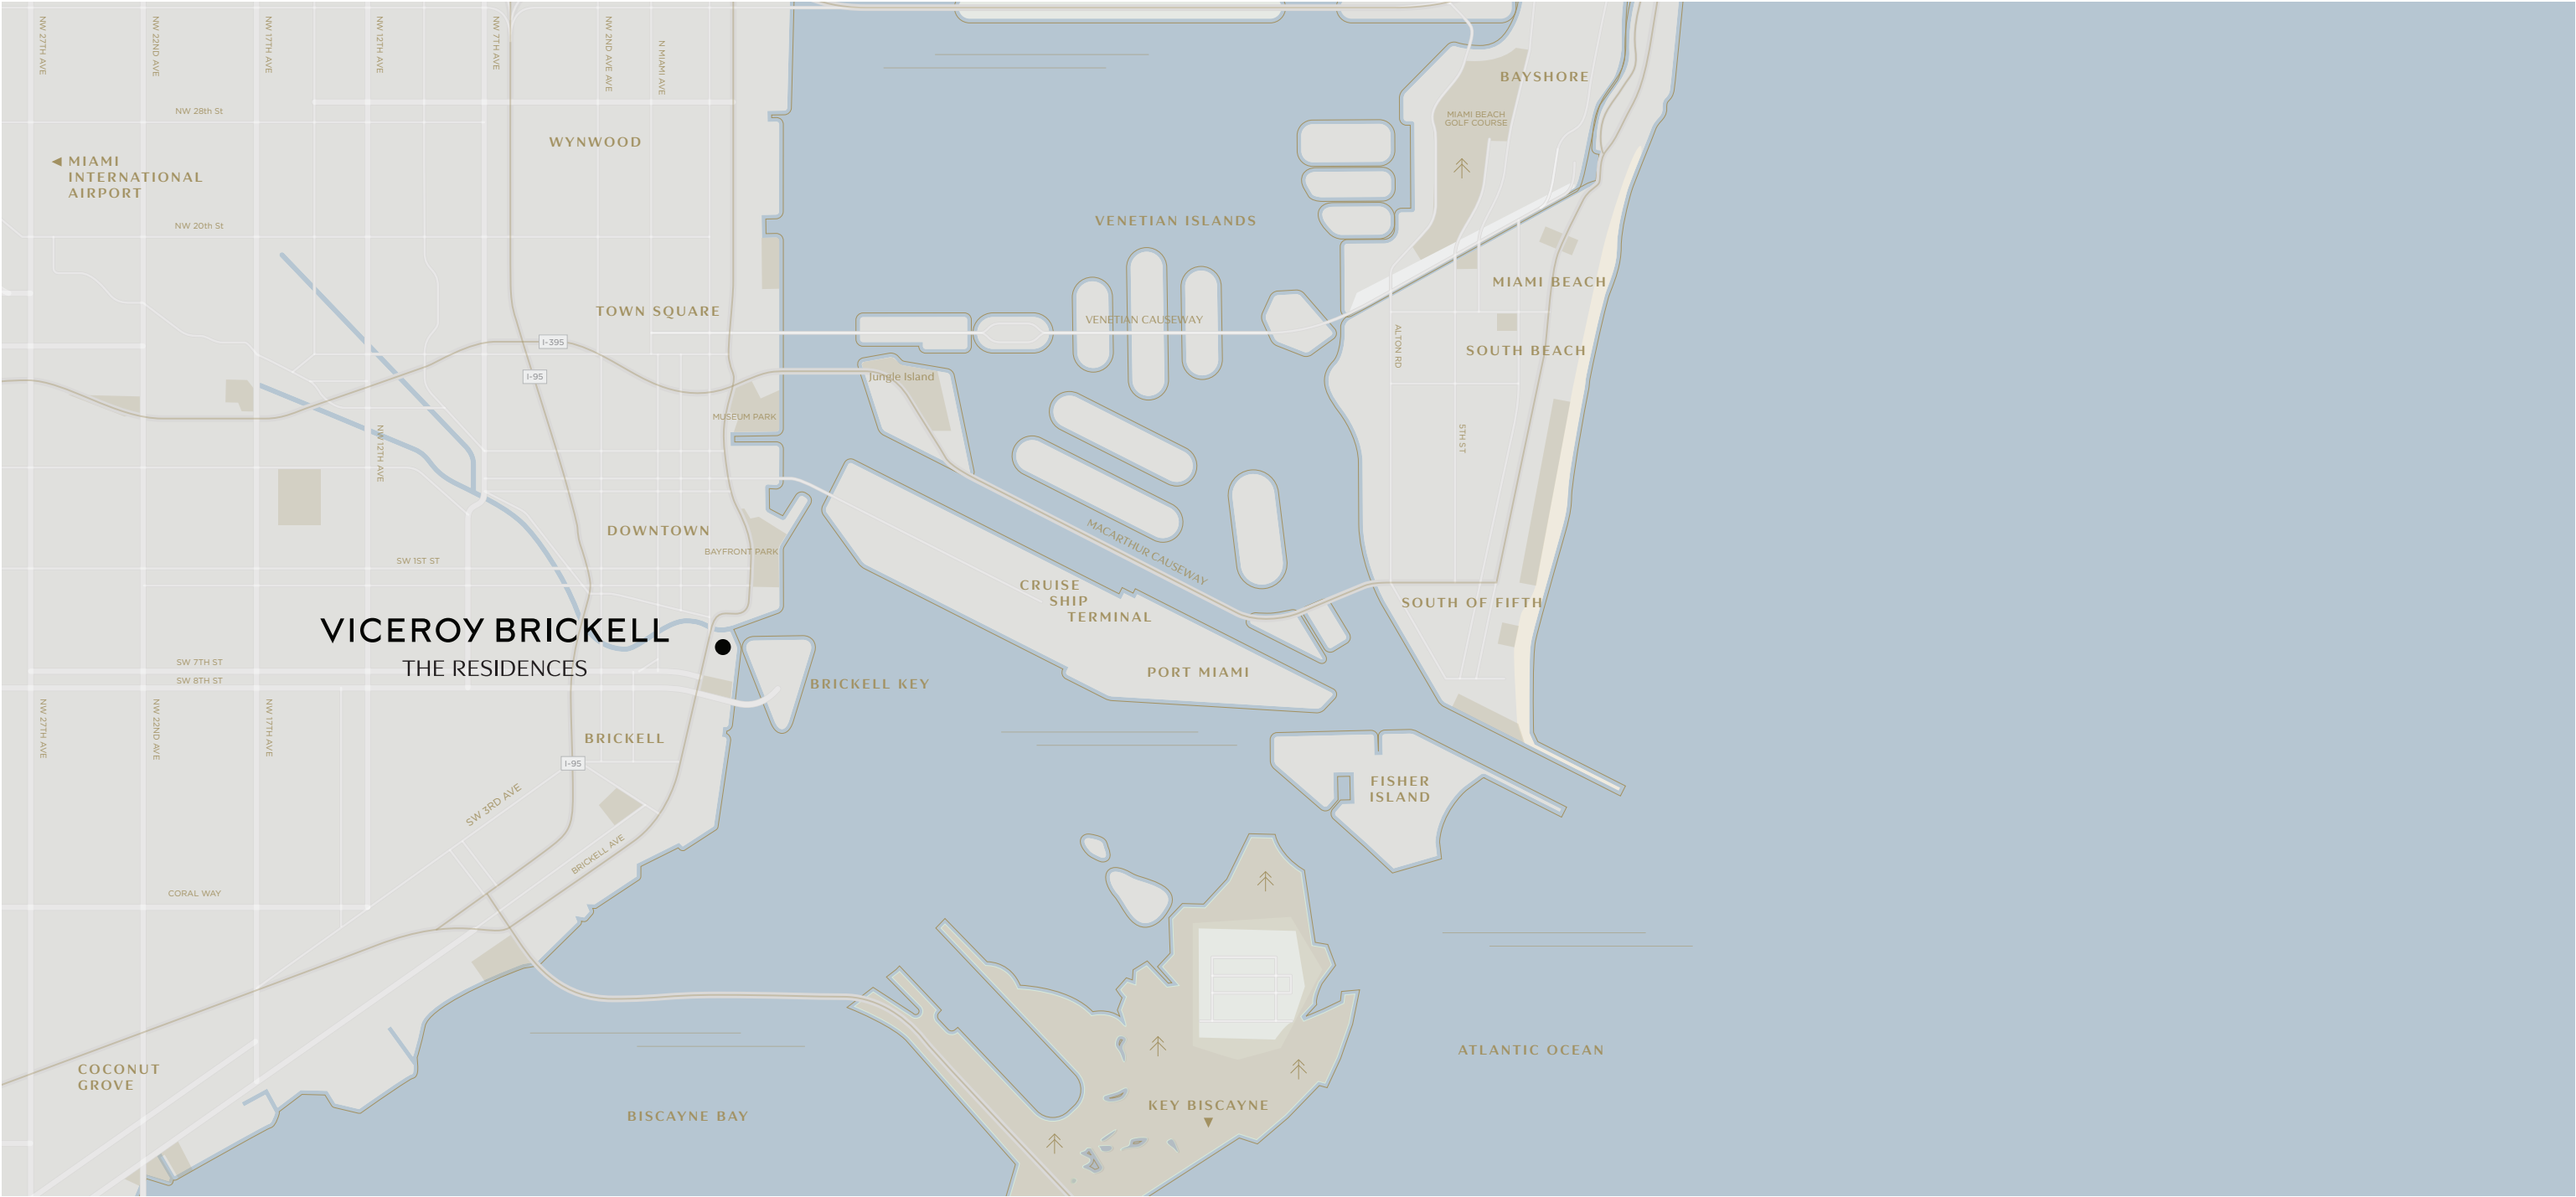 NW 27TH AVE
NW 22ND AVE
NW 17TH AVE
NW 12TH AVE
NW 7TH AVE
NW 2ND AVE AVE
N MIAMI AVE
BAYSHORE
NW 28th St
MIAMI BEACH
GOLF COURSE
WYNWOOD
MIAMI
INTERNATIONAL
AIRPORT
NW 20th St
VENETIAN ISLANDS
MIAMI BEACH
TOWN SQUARE
VENETIAN CAUSEWAY
I-395
ALTON RD
SOUTH BEACH
I-95
Jungle Island
MUSEUM PARK
NW 12TH AVE
5TH ST
DOWNTOWN
BAYFRONT PARK
MACARTHUR CAUSEWAY
SW 1ST ST
CRUISE
SHIP
TERMINAL
SOUTH OF FIFTH
VICEROY BRICKELL
THE RESIDENCES
SW 7TH ST
SW 8TH ST
PORT MIAMI
BRICKELL KEY
NW 27TH AVE
NW 22ND AVE
NW 17TH AVE
BRICKELL
I-95
FISHER
ISLAND
SW 3RD AVE
BRICKELL AVE
CORAL WAY
ATLANTIC OCEAN
COCONUT
GROVE
KEY BISCAYNE
BISCAYNE BAY